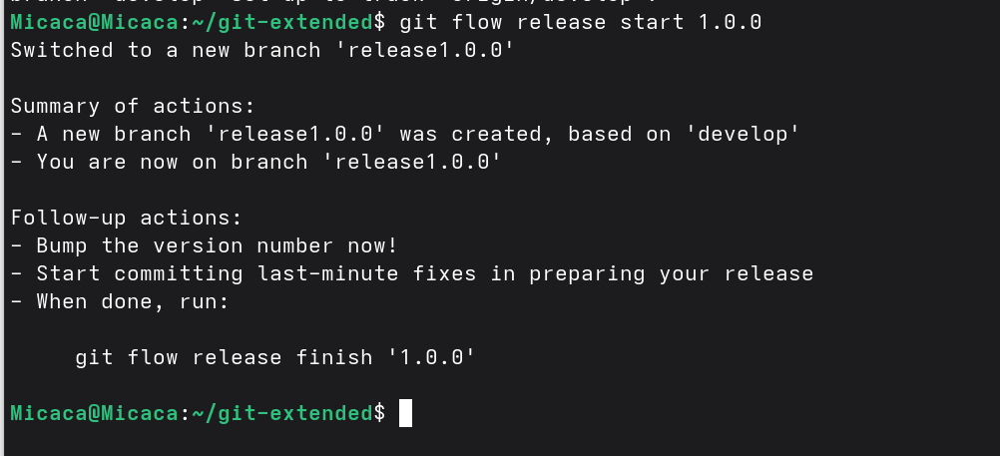 Micaca@Micaca:~/git-extended$ git flow release start 1.0.0
Switched to a new branch 'release1.0.0'
Summary of actions:
- A new branch 'release1.0.0' was created, based on 'develop'
- You are now on branch 'release1.0.0'
Follow-up actions:
- Bump the version number now!
- Start committing last-minute fixes in preparing your release
- When done, run:
git flow release finish '1.0.0'
Micaca@Micaca:~/git-extended$